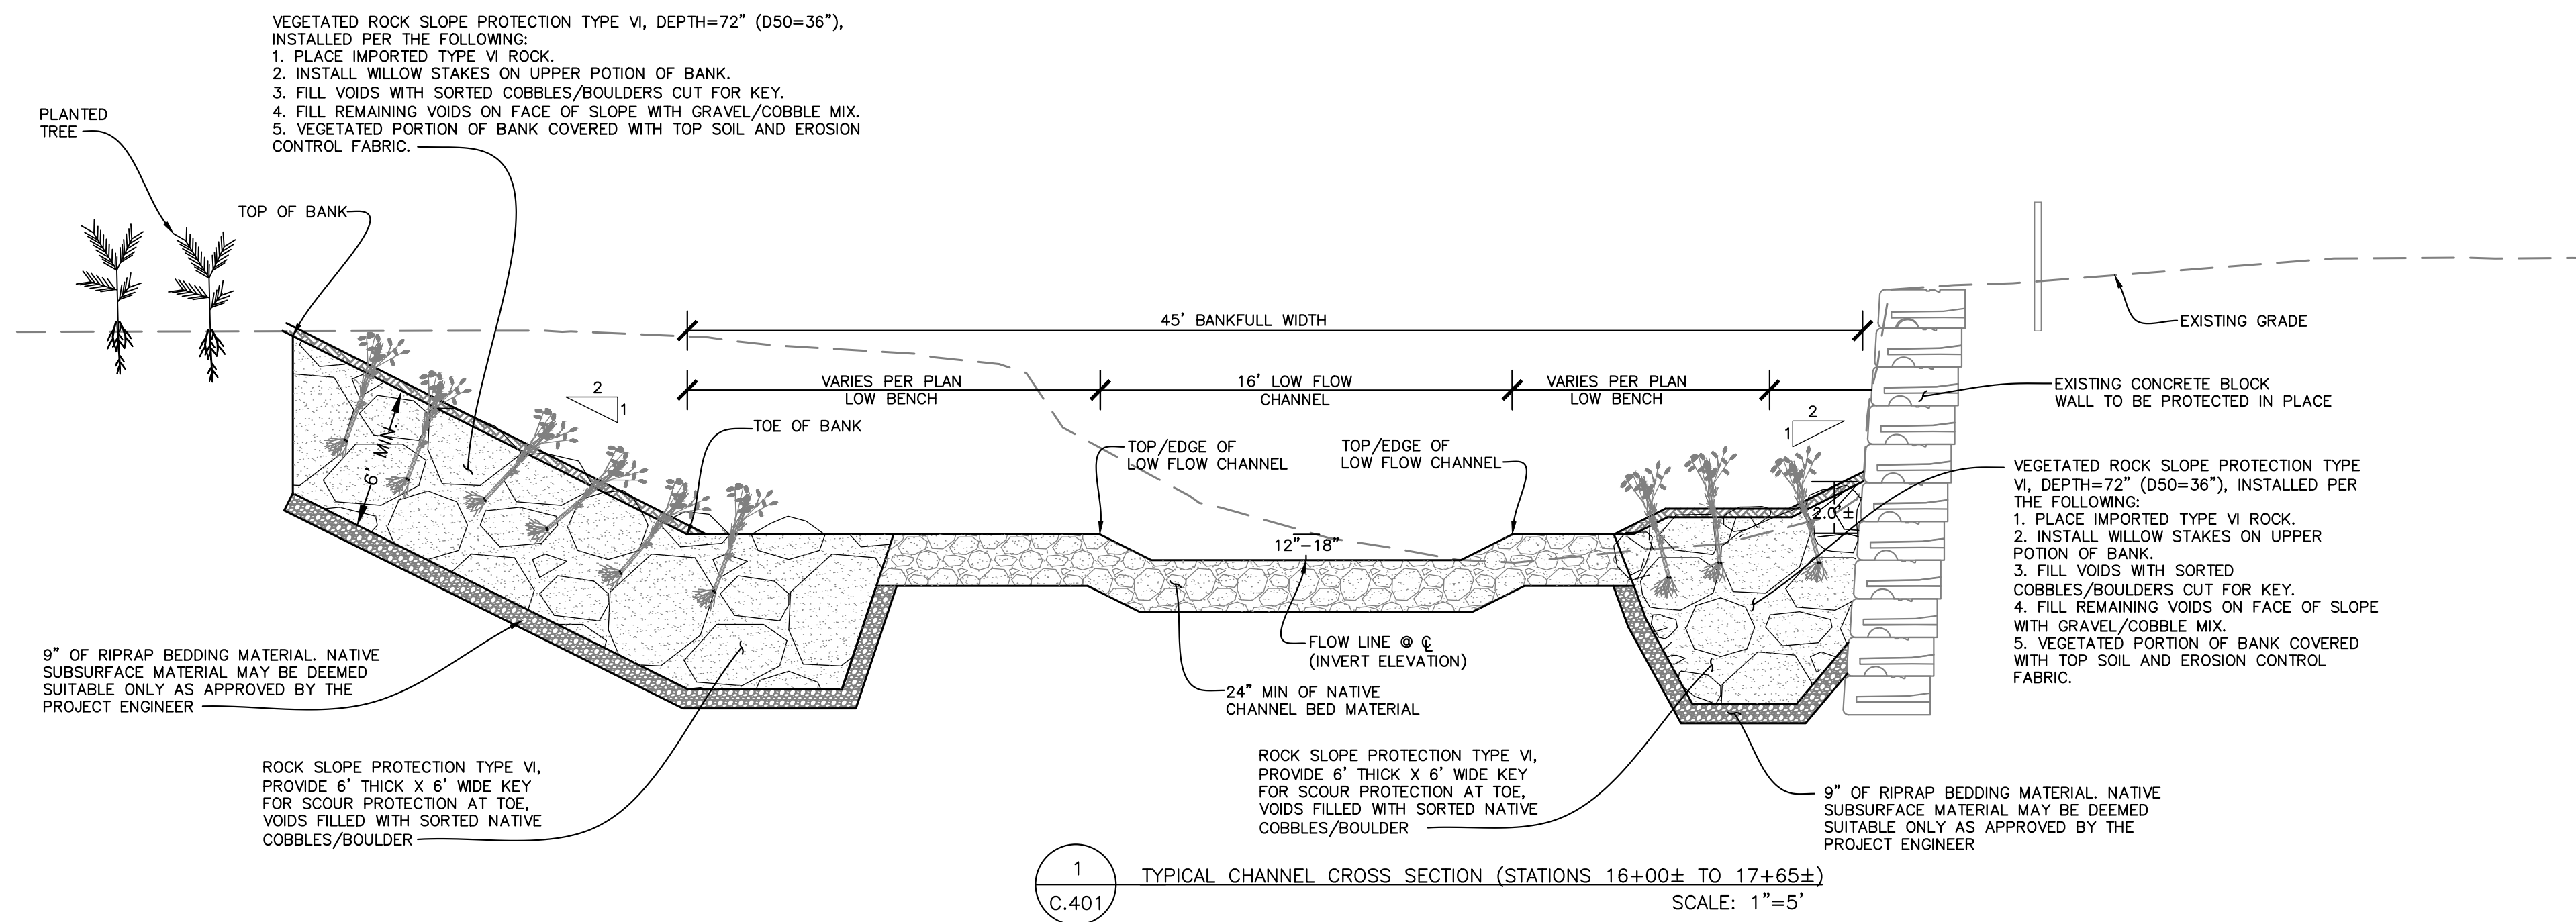 VEGETATED ROCK SLOPE PROTECTION TYPE VI, DEPTH=72" (D50=36"),
INSTALLED PER THE FOLLOWING:
1. PLACE IMPORTED TYPE VI ROCK.
2. INSTALL WILLOW STAKES ON UPPER POTION OF BANK.
3. FILL VOIDS WITH SORTED COBBLES/BOULDERS CUT FOR KEY.
4. FILL REMAINING VOIDS ON FACE OF SLOPE WITH GRAVEL/COBBLE MIX.
5. VEGETATED PORTION OF BANK COVERED WITH TOP SOIL AND EROSION
CONTROL FABRIC.
PLANTED
TREE
TOP OF BANK
45' BANKFULL WIDTH
EXISTING GRADE
VARIES PER PLAN
LOW BENCH
16' LOW FLOW
CHANNEL
VARIES PER PLAN
LOW BENCH
EXISTING CONCRETE BLOCK
WALL TO BE PROTECTED IN PLACE
2
1
2
1
6' MIN.
TOE OF BANK
TOP/EDGE OF
LOW FLOW CHANNEL
TOP/EDGE OF
LOW FLOW CHANNEL
2.0'±
12"-18"
VEGETATED ROCK SLOPE PROTECTION TYPE
VI, DEPTH=72" (D50=36"), INSTALLED PER
THE FOLLOWING:
1. PLACE IMPORTED TYPE VI ROCK.
2. INSTALL WILLOW STAKES ON UPPER
POTION OF BANK.
3. FILL VOIDS WITH SORTED
COBBLES/BOULDERS CUT FOR KEY.
4. FILL REMAINING VOIDS ON FACE OF SLOPE
WITH GRAVEL/COBBLE MIX.
5. VEGETATED PORTION OF BANK COVERED
WITH TOP SOIL AND EROSION CONTROL
FABRIC.
FLOW LINE @ ℄
(INVERT ELEVATION)
24" MIN OF NATIVE
CHANNEL BED MATERIAL
9" OF RIPRAP BEDDING MATERIAL. NATIVE
SUBSURFACE MATERIAL MAY BE DEEMED
SUITABLE ONLY AS APPROVED BY THE
PROJECT ENGINEER
ROCK SLOPE PROTECTION TYPE VI,
PROVIDE 6' THICK X 6' WIDE KEY
FOR SCOUR PROTECTION AT TOE,
VOIDS FILLED WITH SORTED NATIVE
COBBLES/BOULDER
ROCK SLOPE PROTECTION TYPE VI,
PROVIDE 6' THICK X 6' WIDE KEY
FOR SCOUR PROTECTION AT TOE,
VOIDS FILLED WITH SORTED NATIVE
COBBLES/BOULDER
9" OF RIPRAP BEDDING MATERIAL. NATIVE
SUBSURFACE MATERIAL MAY BE DEEMED
SUITABLE ONLY AS APPROVED BY THE
PROJECT ENGINEER
1
C.401
TYPICAL CHANNEL CROSS SECTION (STATIONS 16+00± TO 17+65±)
SCALE: 1"=5'